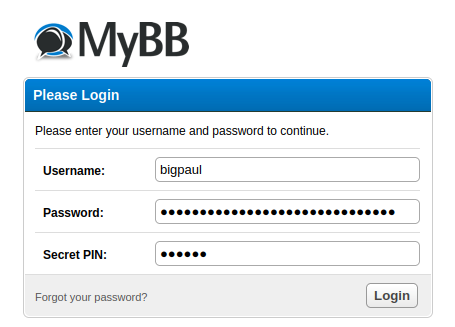 MyBB
Please Login
Please enter your username and password to continue.
Username: bigpaul
Password: ●●●●●●●●●●●●●●●●●●●●●●●●●●●●●●
Secret PIN: ●●●●●●
Forgot your password? Login